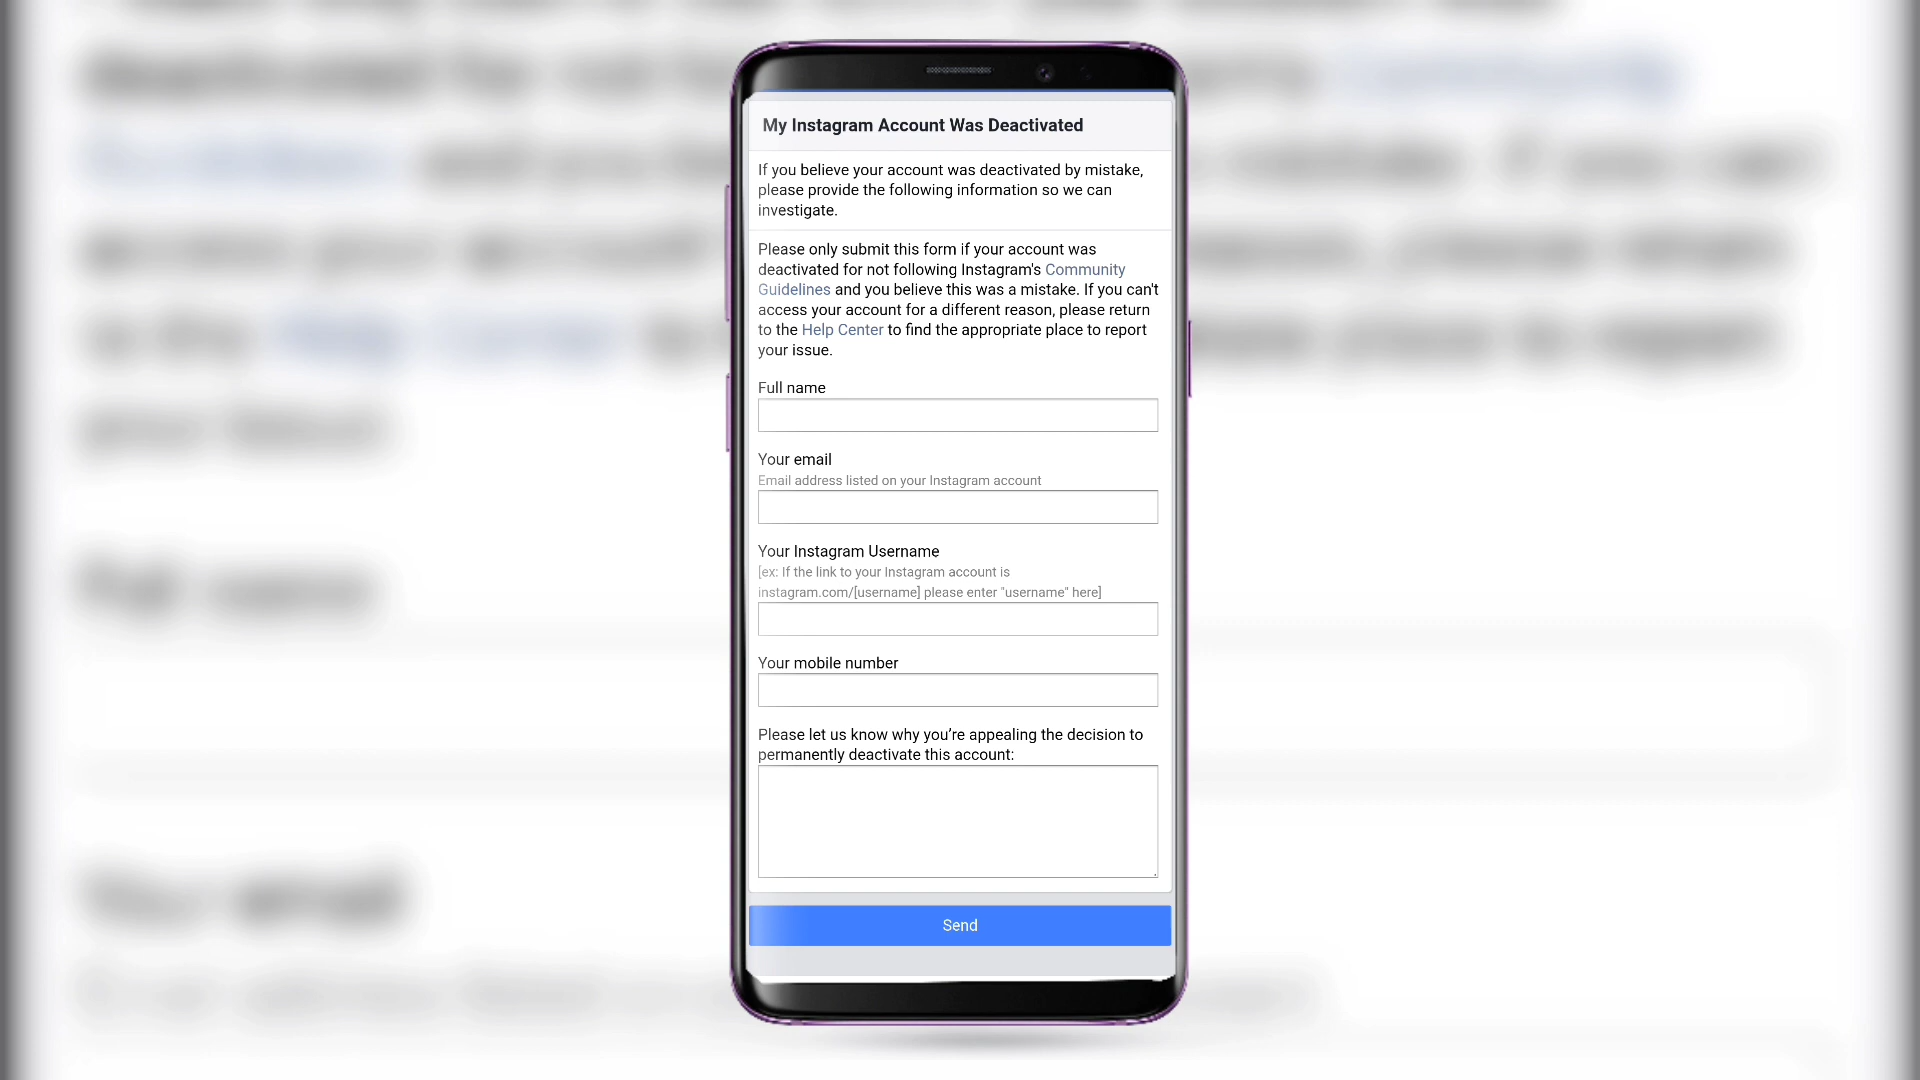 My Instagram Account Was Deactivated
If you believe your account was deactivated by mistake,
please provide the following information so we can
investigate.
Please only submit this form if your account was
deactivated for not following Instagram's Community
Guidelines and you believe this was a mistake. If you can't
access your account for a different reason, please return
to the Help Center to find the appropriate place to report
your issue.
Full name
Your email
Email address listed on your Instagram account
Your Instagram Username
[ex: If the link to your Instagram account is
instagram.com/[username] please enter "username" here]
Your mobile number
Please let us know why you’re appealing the decision to
permanently deactivate this account:
Send